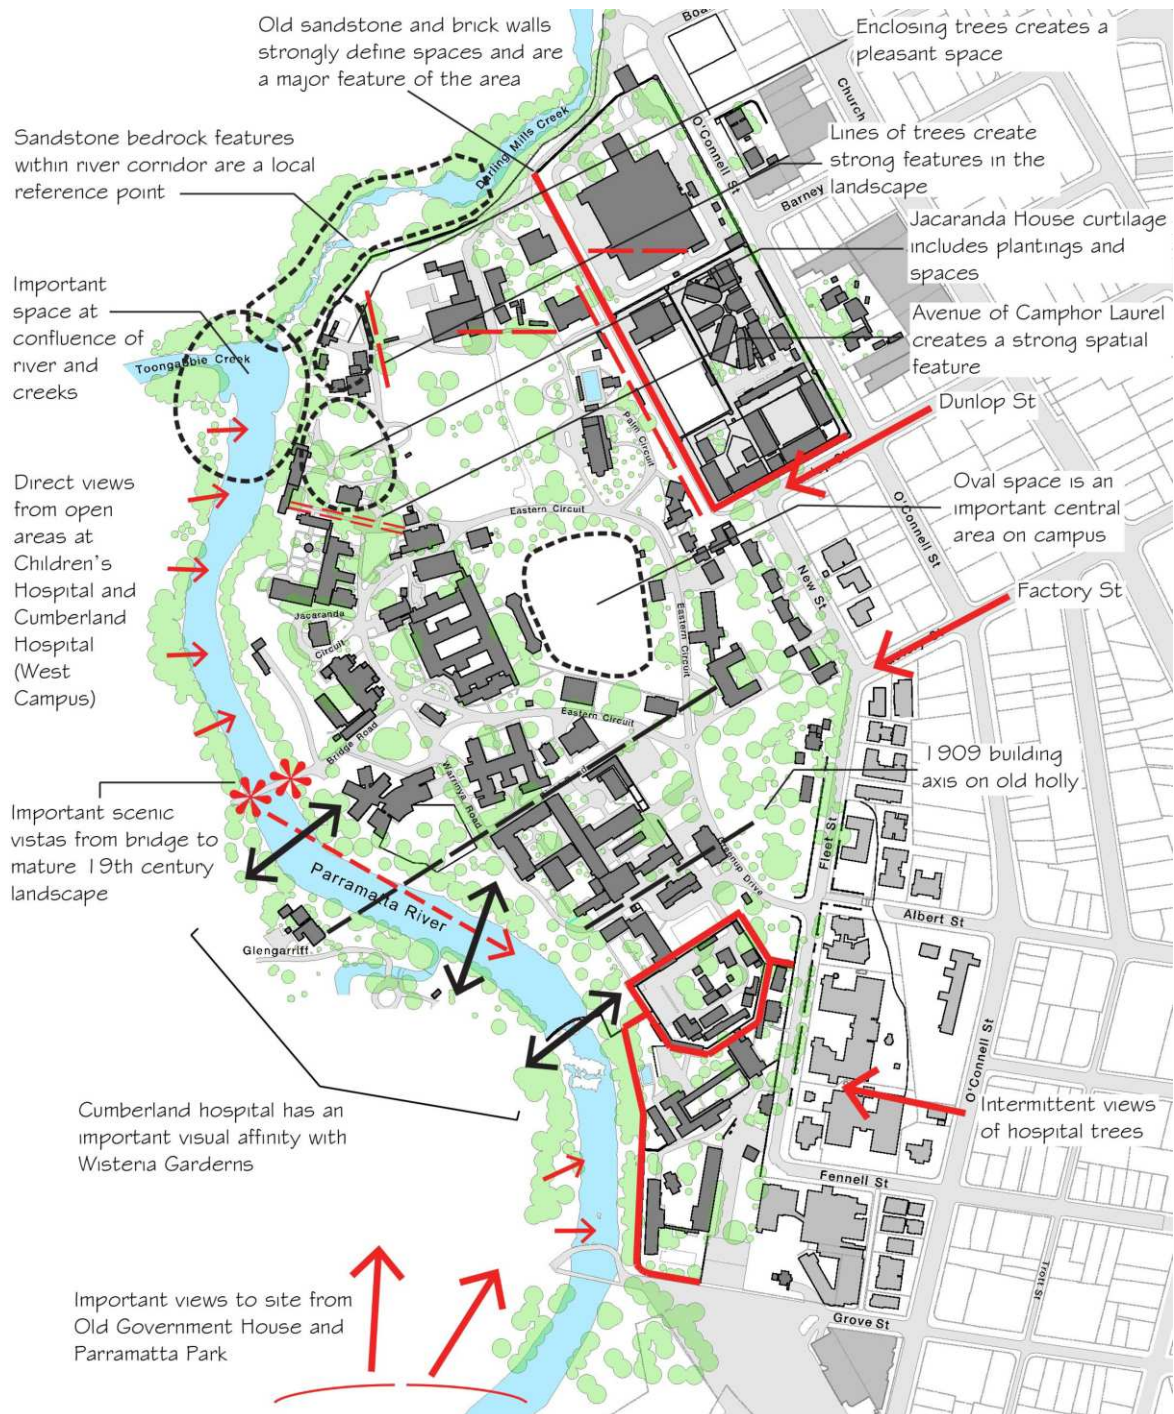 Old sandstone and brick walls
strongly define spaces and are
a major feature of the area
Enclosing trees creates a
pleasant space
Sandstone bedrock features
within river corridor are a local
reference point
Lines of trees create
strong features in the
landscape
Jacaranda House curtilage
includes plantings and
spaces
Important
space at
confluence of
river and
creeks
Avenue of Camphor Laurel
creates a strong spatial
feature
Dunlop St
Direct views
from open
areas at
Children's
Hospital and
Cumberland
Hospital
(West
Campus)
Oval space is an
important central
area on campus
Factory St
1909 building
axis on old holly
Important scenic
vistas from bridge to
mature 19th century
landscape
Cumberland hospital has an
important visual affinity with
Wisteria Garderns
Intermittent views
of hospital trees
Important views to site from
Old Government House and
Parramatta Park
Darling Mills Creek
Toongabbie Creek
O'Connell St
Church
Barney
Palm Circuit
Eastern Circuit
Jacaranda
Circuit
Eastern Circuit
New St
O'Connell St
Eastern Circuit
Bridge Road
Warrinya Road
Parramatta River
Glengarriff
Drive
Fleet St
Albert St
O'Connell St
Fennell St
Trott St
Grove St